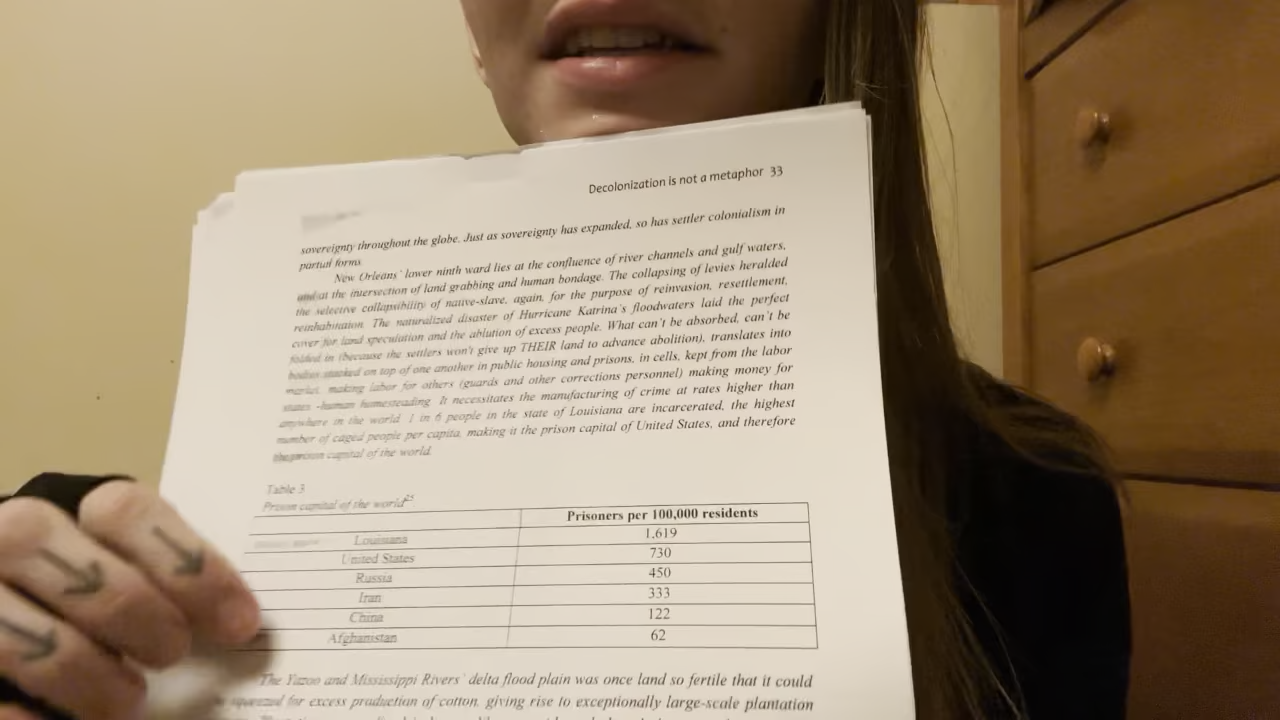 Decolonization is not a metaphor 33
sovereignty throughout the globe. Just as sovereignty has expanded, so has settler colonialism in
partial forms.
New Orleans' lower ninth ward lies at the confluence of river channels and gulf waters,
and at the intersection of land grabbing and human bondage. The collapsing of levies heralded
the selective collapsibility of native-slave, again, for the purpose of reinvasion, resettlement,
reinhabitation. The naturalized disaster of Hurricane Katrina's floodwaters laid the perfect
cover for land speculation and the ablution of excess people. What can't be absorbed, can't be
folded in (because the settlers won't give up THEIR land to advance abolition), translates into
bodies stacked on top of one another in public housing and prisons, in cells, kept from the labor
market, making labor for others (guards and other corrections personnel) making money for
states -human homesteading. It necessitates the manufacturing of crime at rates higher than
anywhere in the world. 1 in 6 people in the state of Louisiana are incarcerated, the highest
number of caged people per capita, making it the prison capital of United States, and therefore
the prison capital of the world.
Table 3
Prison capital of the world25
Prisoners per 100,000 residents
Louisiana 1,619
United States 730
Russia 450
Iran 333
China 122
Afghanistan 62
The Yazoo and Mississippi Rivers' delta flood plain was once land so fertile that it could
squeezed for excess production of cotton, giving rise to exceptionally large-scale plantation